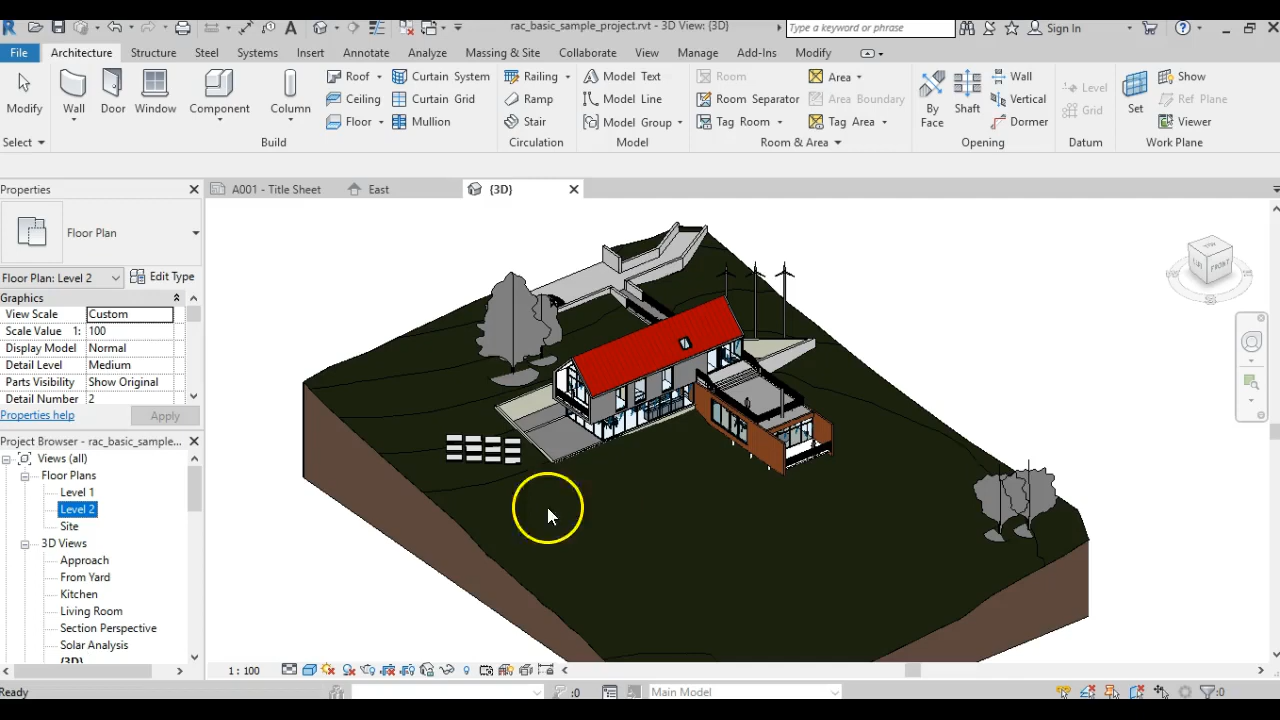 rac_basic_sample_project.rvt - 3D View: {3D}
Type a keyword or phrase
Sign In
File Architecture Structure Steel Systems Insert Annotate Analyze Massing & Site Collaborate View Manage Add-Ins Modify
Modify
Select
Wall
Door
Window
Component
Column
Roof
Ceiling
Floor
Curtain System
Curtain Grid
Mullion
Build
Railing
Ramp
Stair
Circulation
Model Text
Model Line
Model Group
Model
Room
Room Separator
Tag Room
Area
Area Boundary
Tag Area
Room & Area
By Face
Shaft
Wall
Vertical
Dormer
Opening
Level
Grid
Datum
Set
Show
Ref Plane
Viewer
Work Plane
Properties
A001 - Title Sheet
East
{3D}
Floor Plan
Floor Plan: Level 2
Edit Type
Graphics
View Scale Custom
Scale Value 1: 100
Display Model Normal
Detail Level Medium
Parts Visibility Show Original
Detail Number 2
Properties help
Apply
Project Browser - rac_basic_sample...
Views (all)
Floor Plans
Level 1
Level 2
Site
3D Views
Approach
From Yard
Kitchen
Living Room
Section Perspective
Solar Analysis
{3D}
FRONT
1 : 100
Ready
:0
Main Model
:0